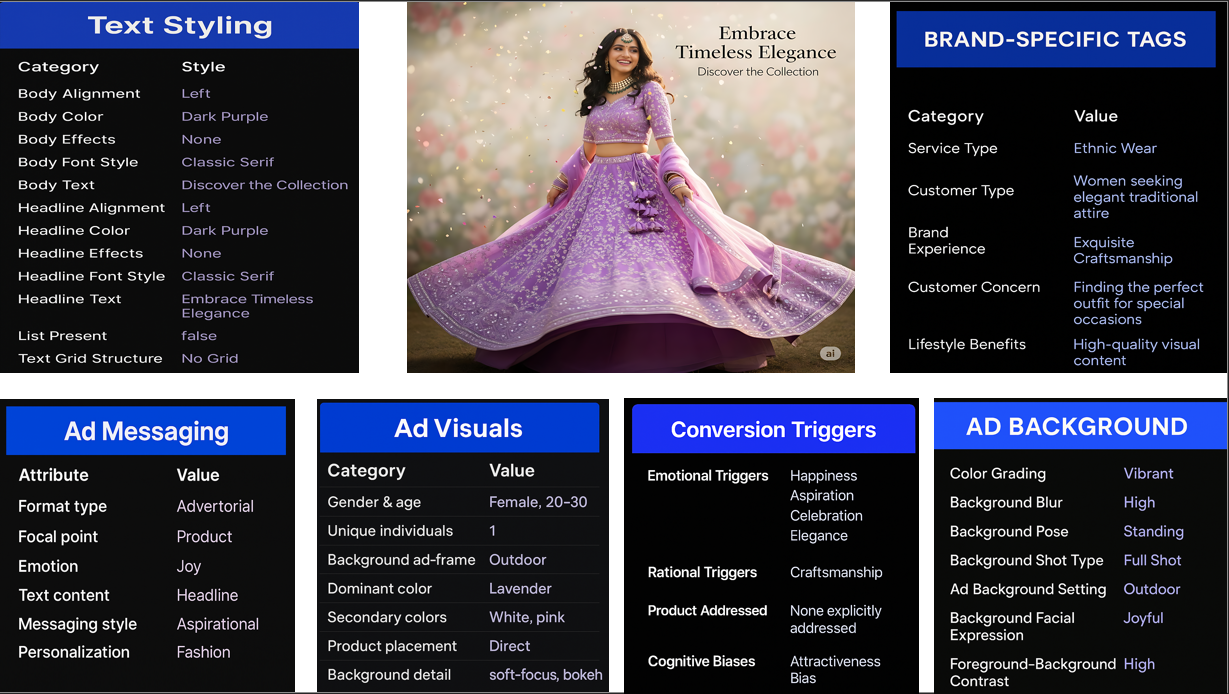 Text Styling
Category Style
Body Alignment Left
Body Color Dark Purple
Body Effects None
Body Font Style Classic Serif
Body Text Discover the Collection
Headline Alignment Left
Headline Color Dark Purple
Headline Effects None
Headline Font Style Classic Serif
Headline Text Embrace Timeless
Elegance
List Present false
Text Grid Structure No Grid
Embrace
Timeless Elegance
Discover the Collection
ai
BRAND-SPECIFIC TAGS
Category Value
Service Type Ethnic Wear
Customer Type Women seeking
elegant traditional
attire
Brand
Experience Exquisite
Craftsmanship
Customer Concern Finding the perfect
outfit for special
occasions
Lifestyle Benefits High-quality visual
content
Ad Messaging
Attribute Value
Format type Advertorial
Focal point Product
Emotion Joy
Text content Headline
Messaging style Aspirational
Personalization Fashion
Ad Visuals
Category Value
Gender & age Female, 20–30
Unique individuals 1
Background ad-frame Outdoor
Dominant color Lavender
Secondary colors White, pink
Product placement Direct
Background detail soft-focus, bokeh
Conversion Triggers
Emotional Triggers Happiness
Aspiration
Celebration
Elegance
Rational Triggers Craftsmanship
Product Addressed None explicitly
addressed
Cognitive Biases Attractiveness
Bias
AD BACKGROUND
Color Grading Vibrant
Background Blur High
Background Pose Standing
Background Shot Type Full Shot
Ad Background Setting Outdoor
Background Facial Joyful
Expression
Foreground-Background High
Contrast